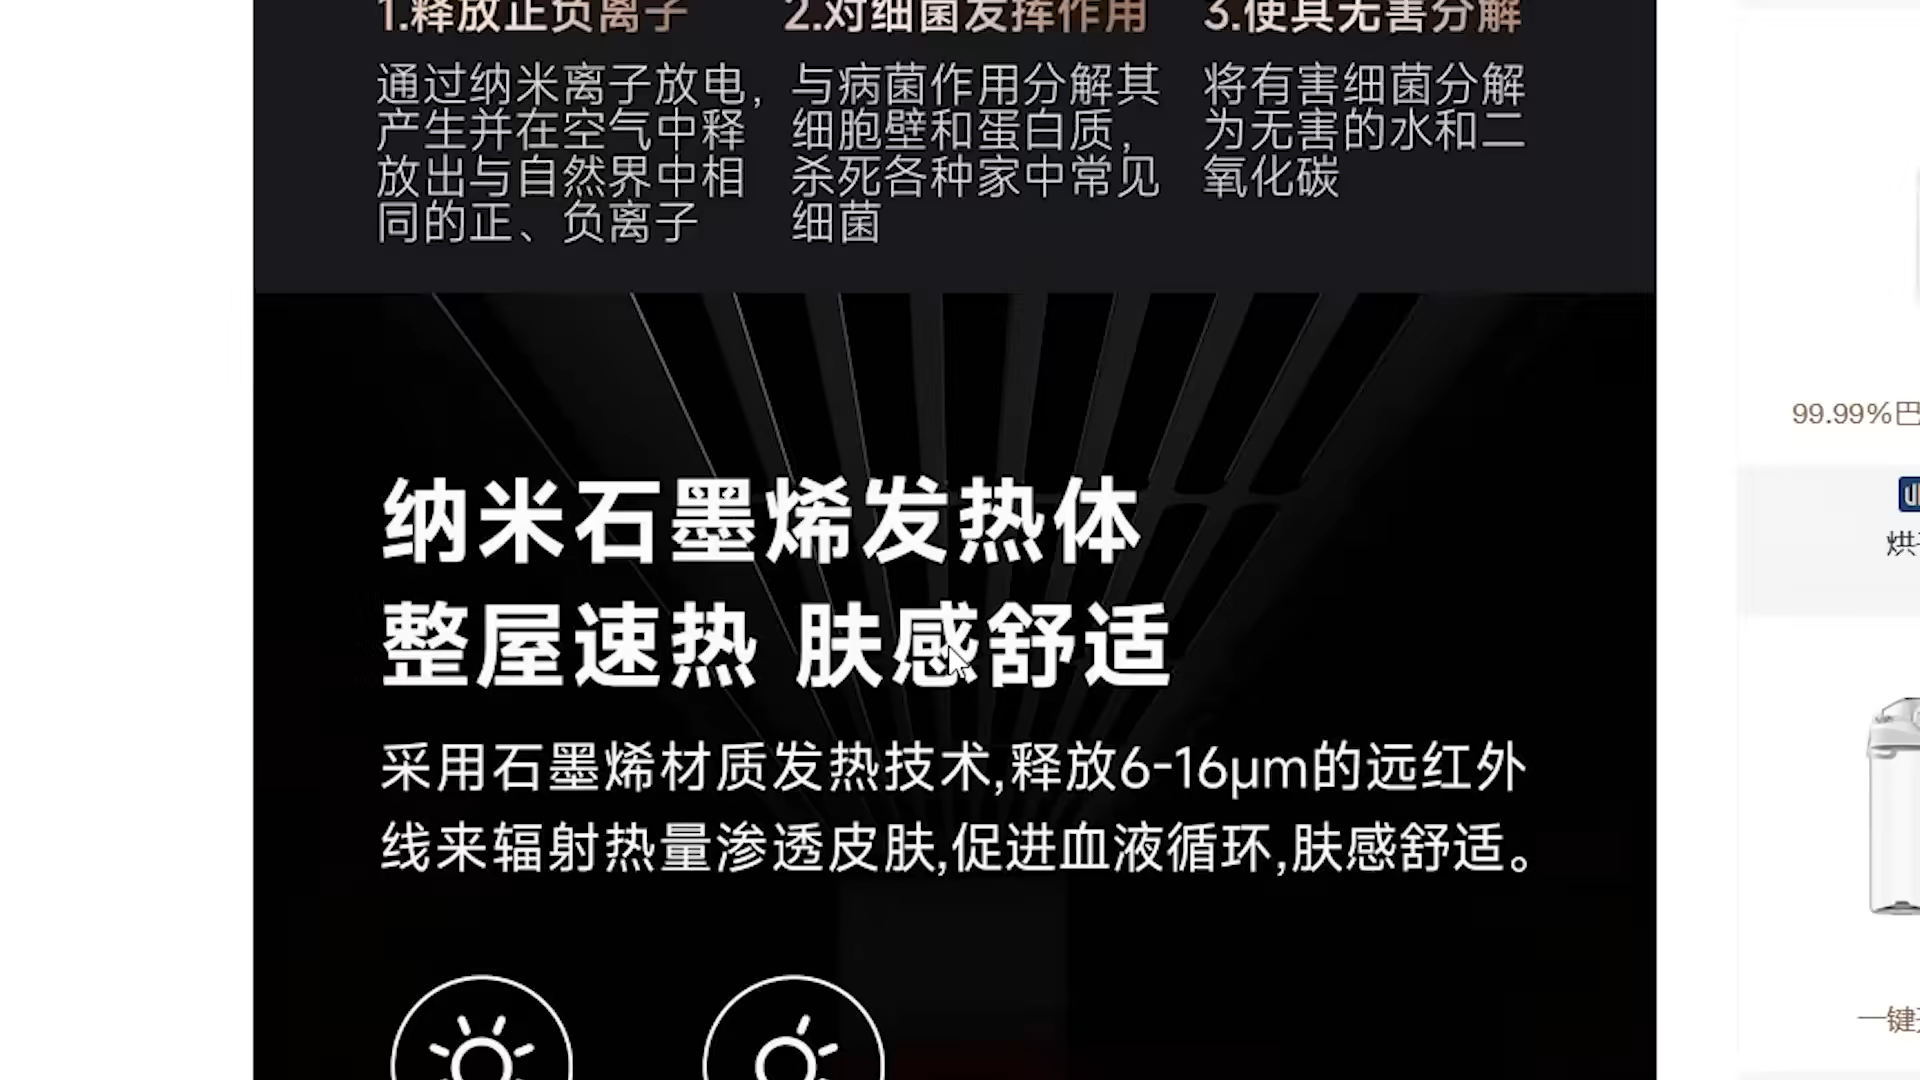 1.释放正负离子
通过纳米离子放电,
产生并在空气中释
放出与自然界中相
同的正、负离子
2.对细菌发挥作用
与病菌作用分解其
细胞壁和蛋白质,
杀死各种家中常见
细菌
3.使其无害分解
将有害细菌分解
为无害的水和二
氧化碳
纳米石墨烯发热体
整屋速热 肤感舒适
采用石墨烯材质发热技术,释放6-16μm的远红外
线来辐射热量渗透皮肤,促进血液循环,肤感舒适。
99.99%巴
烘
一键